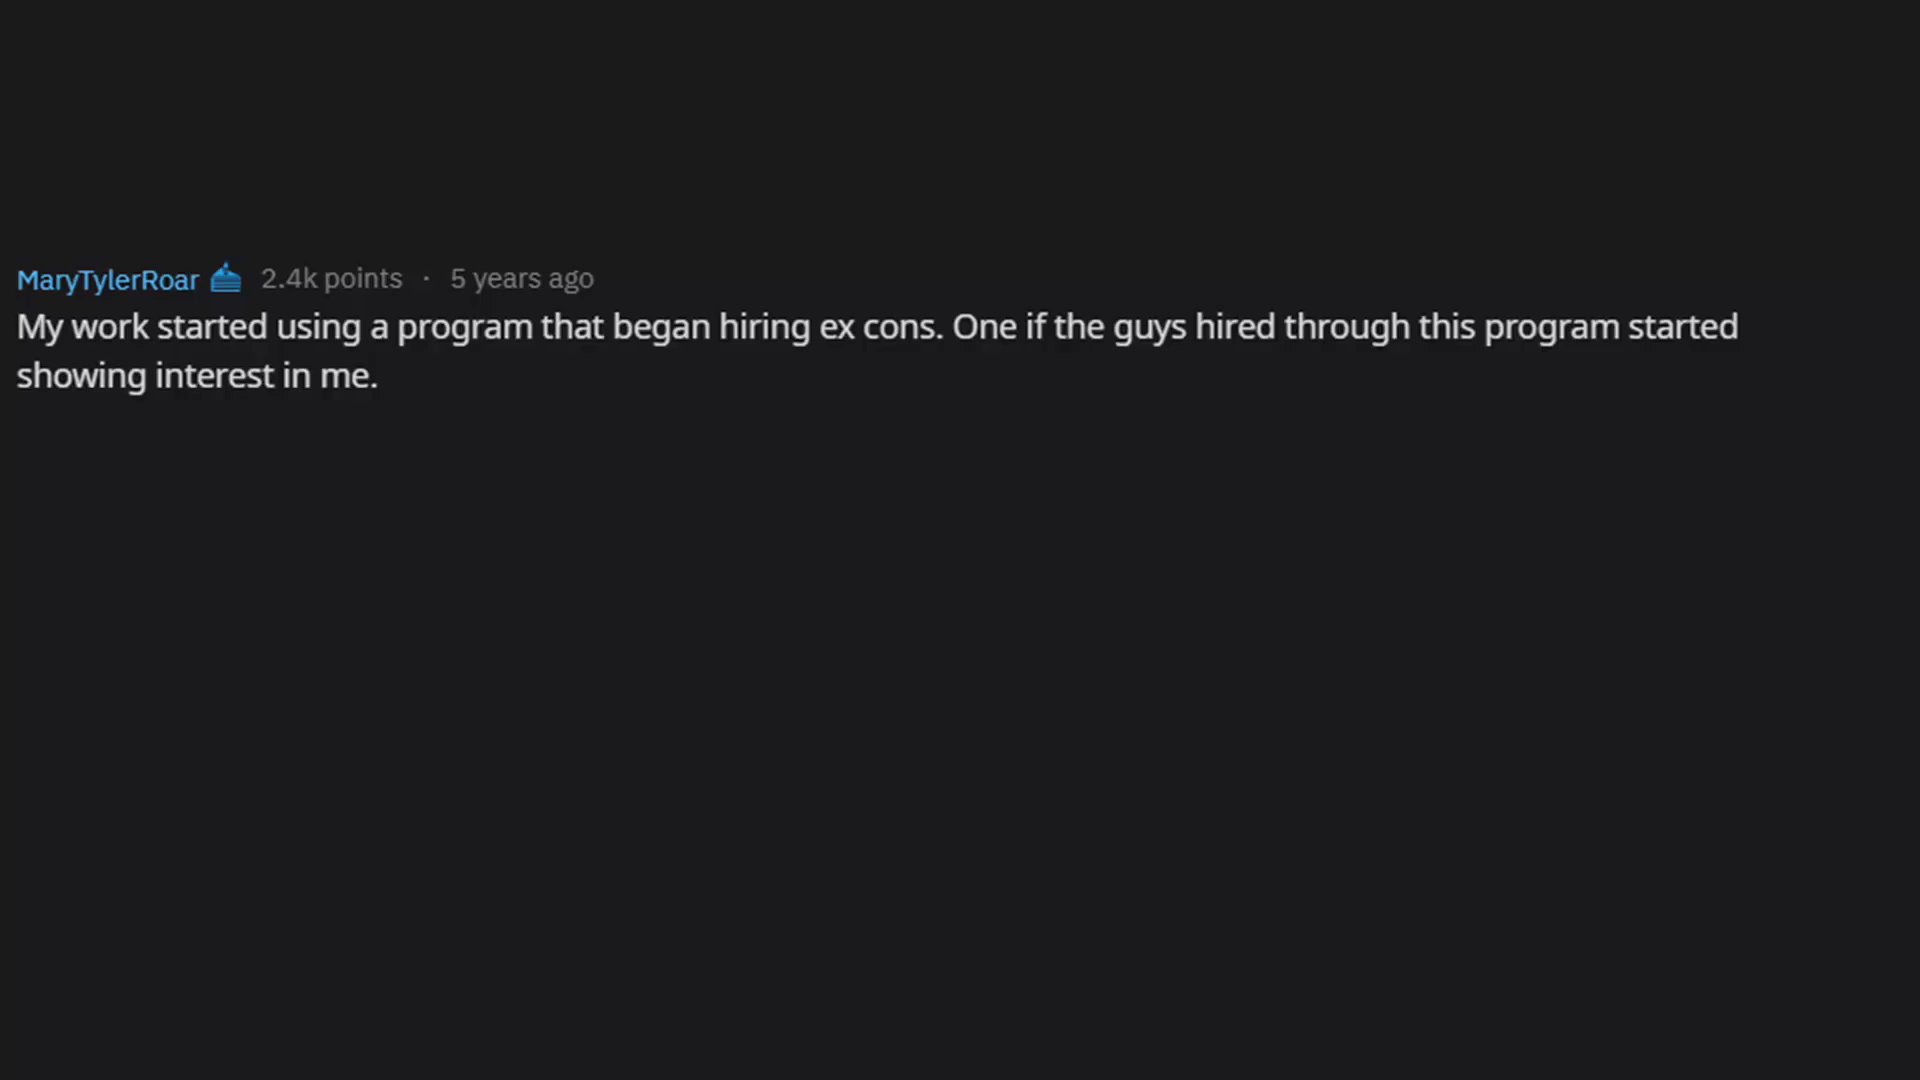 MaryTylerRoar 2.4k points · 5 years ago
My work started using a program that began hiring ex cons. One if the guys hired through this program started
showing interest in me.